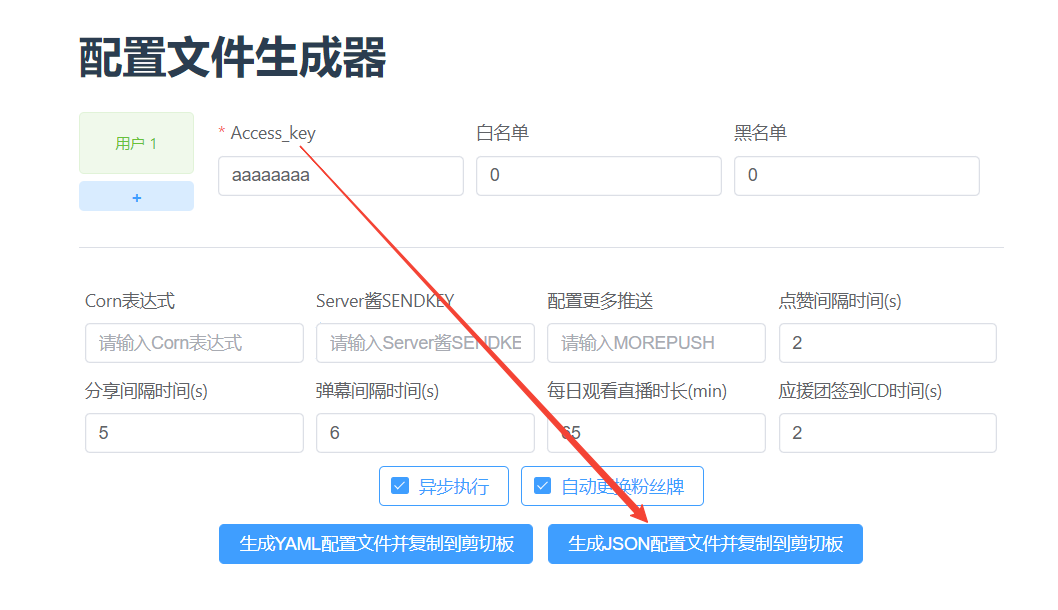 配置文件生成器
用户 1
+
* Access_key
白名单
黑名单
aaaaaaaa
0
0
Corn表达式
Server酱SENDKEY
配置更多推送
点赞间隔时间(s)
请输入Corn表达式
请输入Server酱SENDKE
请输入MOREPUSH
2
分享间隔时间(s)
弹幕间隔时间(s)
每日观看直播时长(min)
应援团签到CD时间(s)
5
6
65
2
异步执行
自动更换粉丝牌
生成YAML配置文件并复制到剪切板
生成JSON配置文件并复制到剪切板